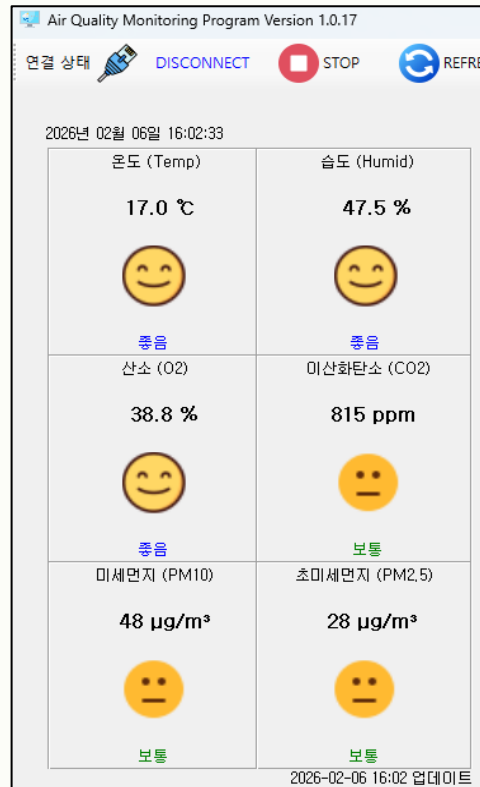 Air Quality Monitoring Program Version 1.0.17
연결 상태 DISCONNECT STOP REFRE
2026년 02월 06일 16:02:33
온도 (Temp) 습도 (Humid)
17.0 ℃ 47.5 %
좋음 좋음
산소 (O2) 이산화탄소 (CO2)
38.8 % 815 ppm
좋음 보통
미세먼지 (PM10) 초미세먼지 (PM2,5)
48 µg/m³ 28 µg/m³
보통 보통
2026-02-06 16:02 업데이트